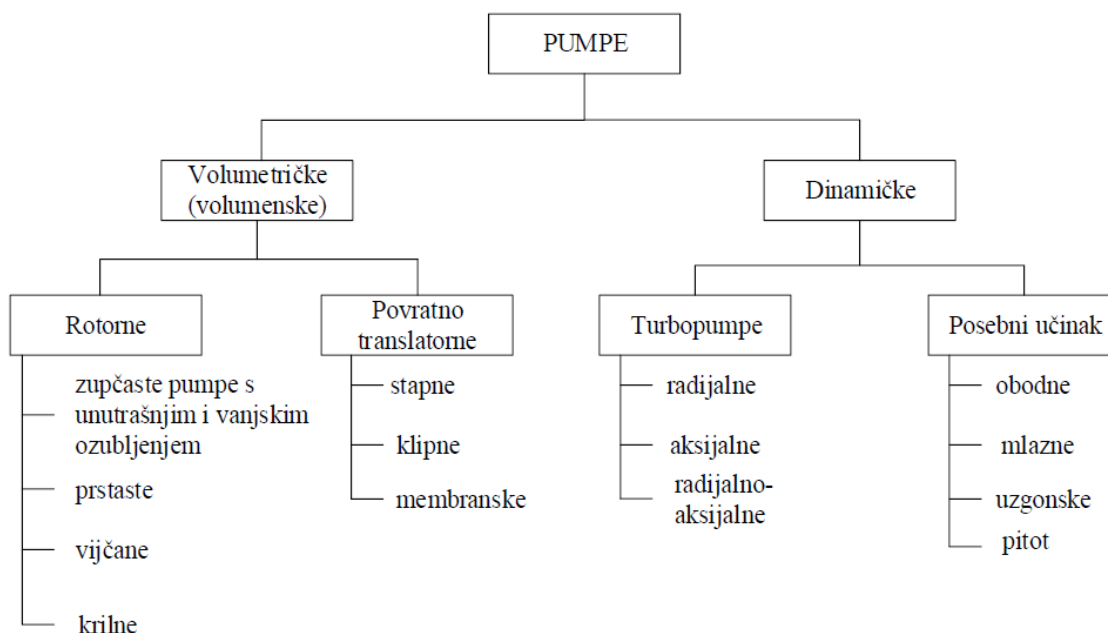 PUMPE
Volumetričke
(volumenske)
Dinamičke
Rotorne
Povratno
translatorne
Turbopumpe
Posebni učinak
zupčaste pumpe s
unutrašnjim i vanjskim
ozubljenjem
prstaste
vijčane
krilne
stapne
klipne
membranske
radijalne
aksijalne
radijalno-
aksijalne
obodne
mlazne
uzgonske
pitot